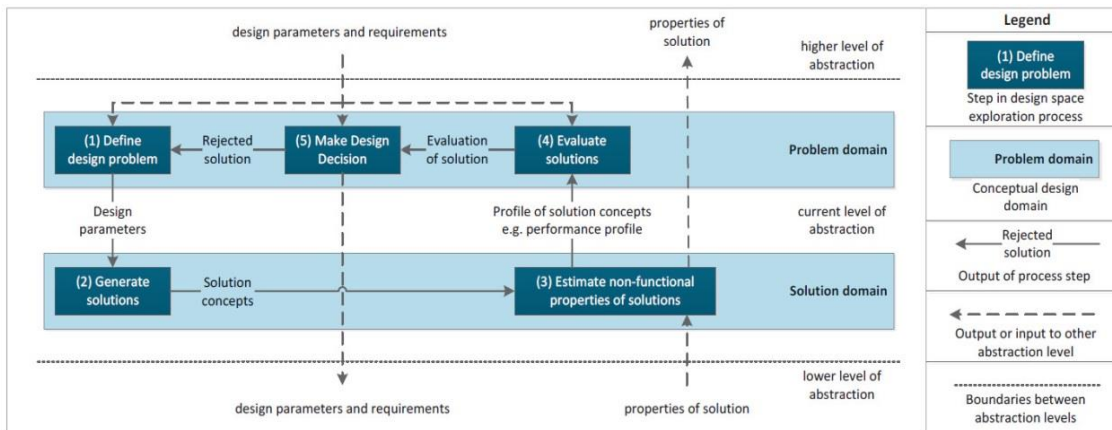 design parameters and requirements
properties of
solution
higher level of
abstraction
(1) Define
design problem
Rejected
solution
(5) Make Design
Decision
Evaluation
of solution
(4) Evaluate
solutions
Problem domain
Design
parameters
Profile of solution concepts
e.g. performance profile
current level of
abstraction
(2) Generate
solutions
Solution
concepts
(3) Estimate non-functional
properties of solutions
Solution domain
lower level of
abstraction
design parameters and requirements
properties of solution
Legend
(1) Define
design problem
Step in design space
exploration process
Problem domain
Conceptual design
domain
Rejected
solution
Output of process step
Output or input to other
abstraction level
Boundaries between
abstraction levels